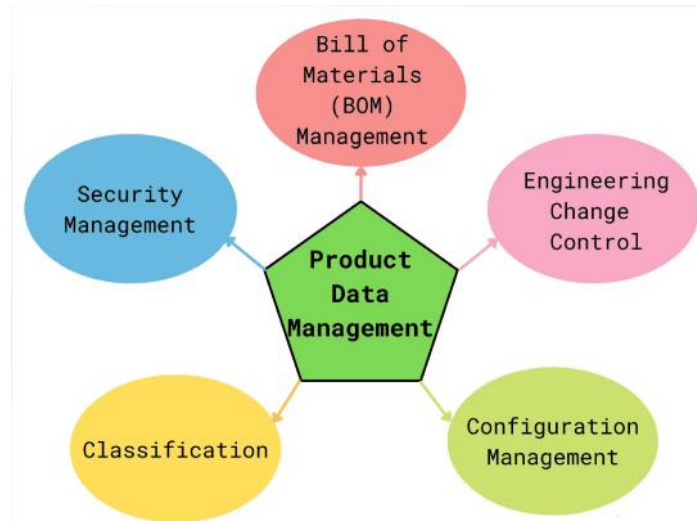 Bill of
Materials
(BOM)
Management
Security
Management
Engineering
Change
Control
Product
Data
Management
Classification
Configuration
Management